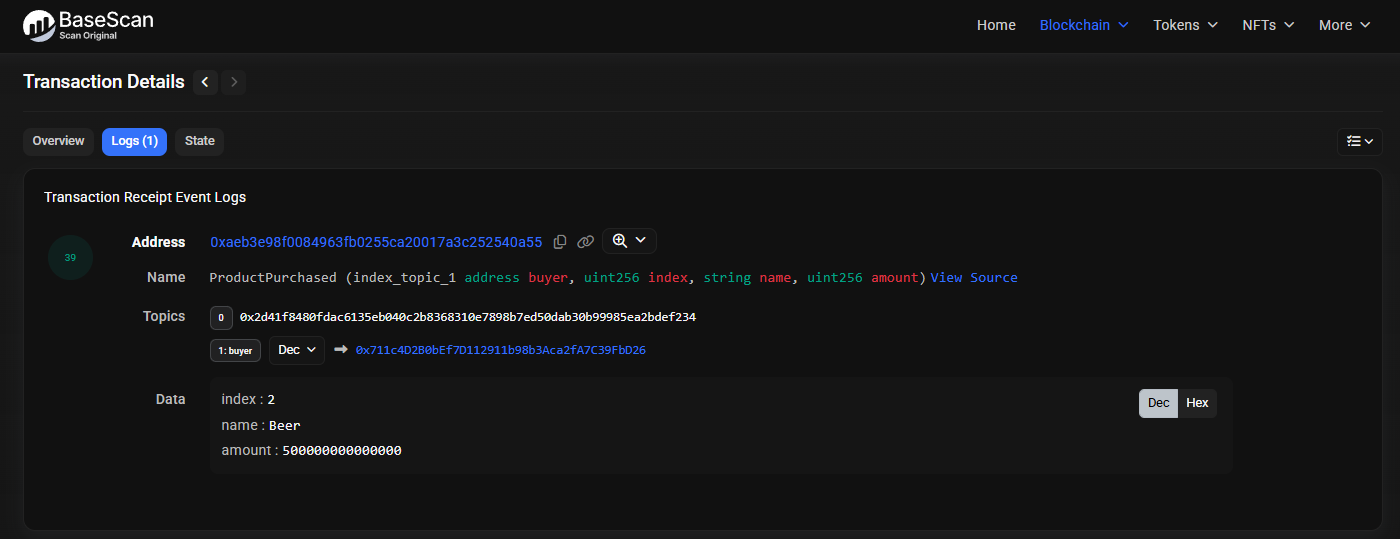 BaseScan
Scan Original
Home Blockchain Tokens NFTs More
Transaction Details
Overview Logs (1) State
Transaction Receipt Event Logs
39
Address 0xaeb3e98f0084963fb0255ca20017a3c252540a55
Name ProductPurchased (index_topic_1 address buyer, uint256 index, string name, uint256 amount) View Source
Topics 0 0x2d41f8480fdac6135eb040c2b8368310e7898b7ed50dab30b99985ea2bdef234
1: buyer Dec 0x711c4D2B0bEf7D112911b98b3Aca2fA7C39FbD26
Data index : 2 Dec Hex
name : Beer
amount : 500000000000000